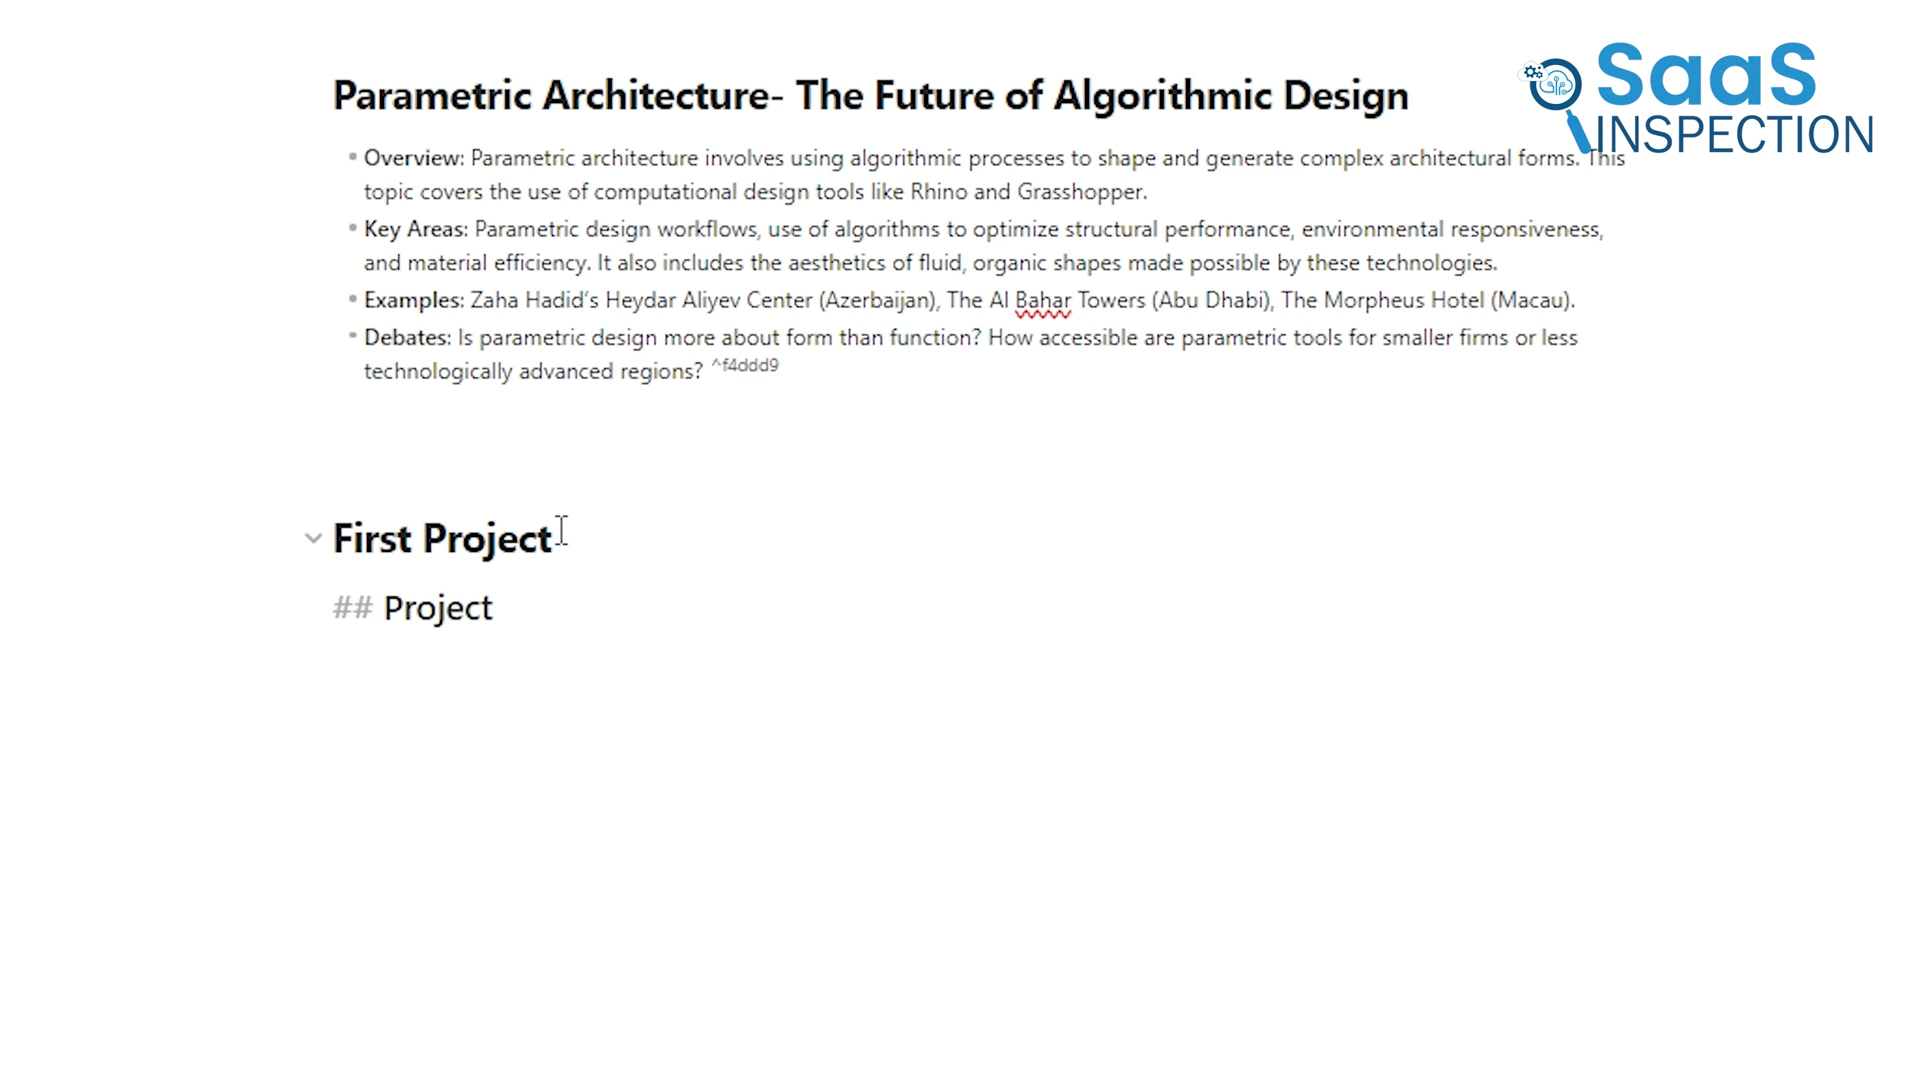 SaaS
INSPECTION
Parametric Architecture- The Future of Algorithmic Design
• Overview: Parametric architecture involves using algorithmic processes to shape and generate complex architectural forms. This
topic covers the use of computational design tools like Rhino and Grasshopper.
• Key Areas: Parametric design workflows, use of algorithms to optimize structural performance, environmental responsiveness,
and material efficiency. It also includes the aesthetics of fluid, organic shapes made possible by these technologies.
• Examples: Zaha Hadid's Heydar Aliyev Center (Azerbaijan), The Al Bahar Towers (Abu Dhabi), The Morpheus Hotel (Macau).
• Debates: Is parametric design more about form than function? How accessible are parametric tools for smaller firms or less
technologically advanced regions? ^f4ddd9
First Project
## Project